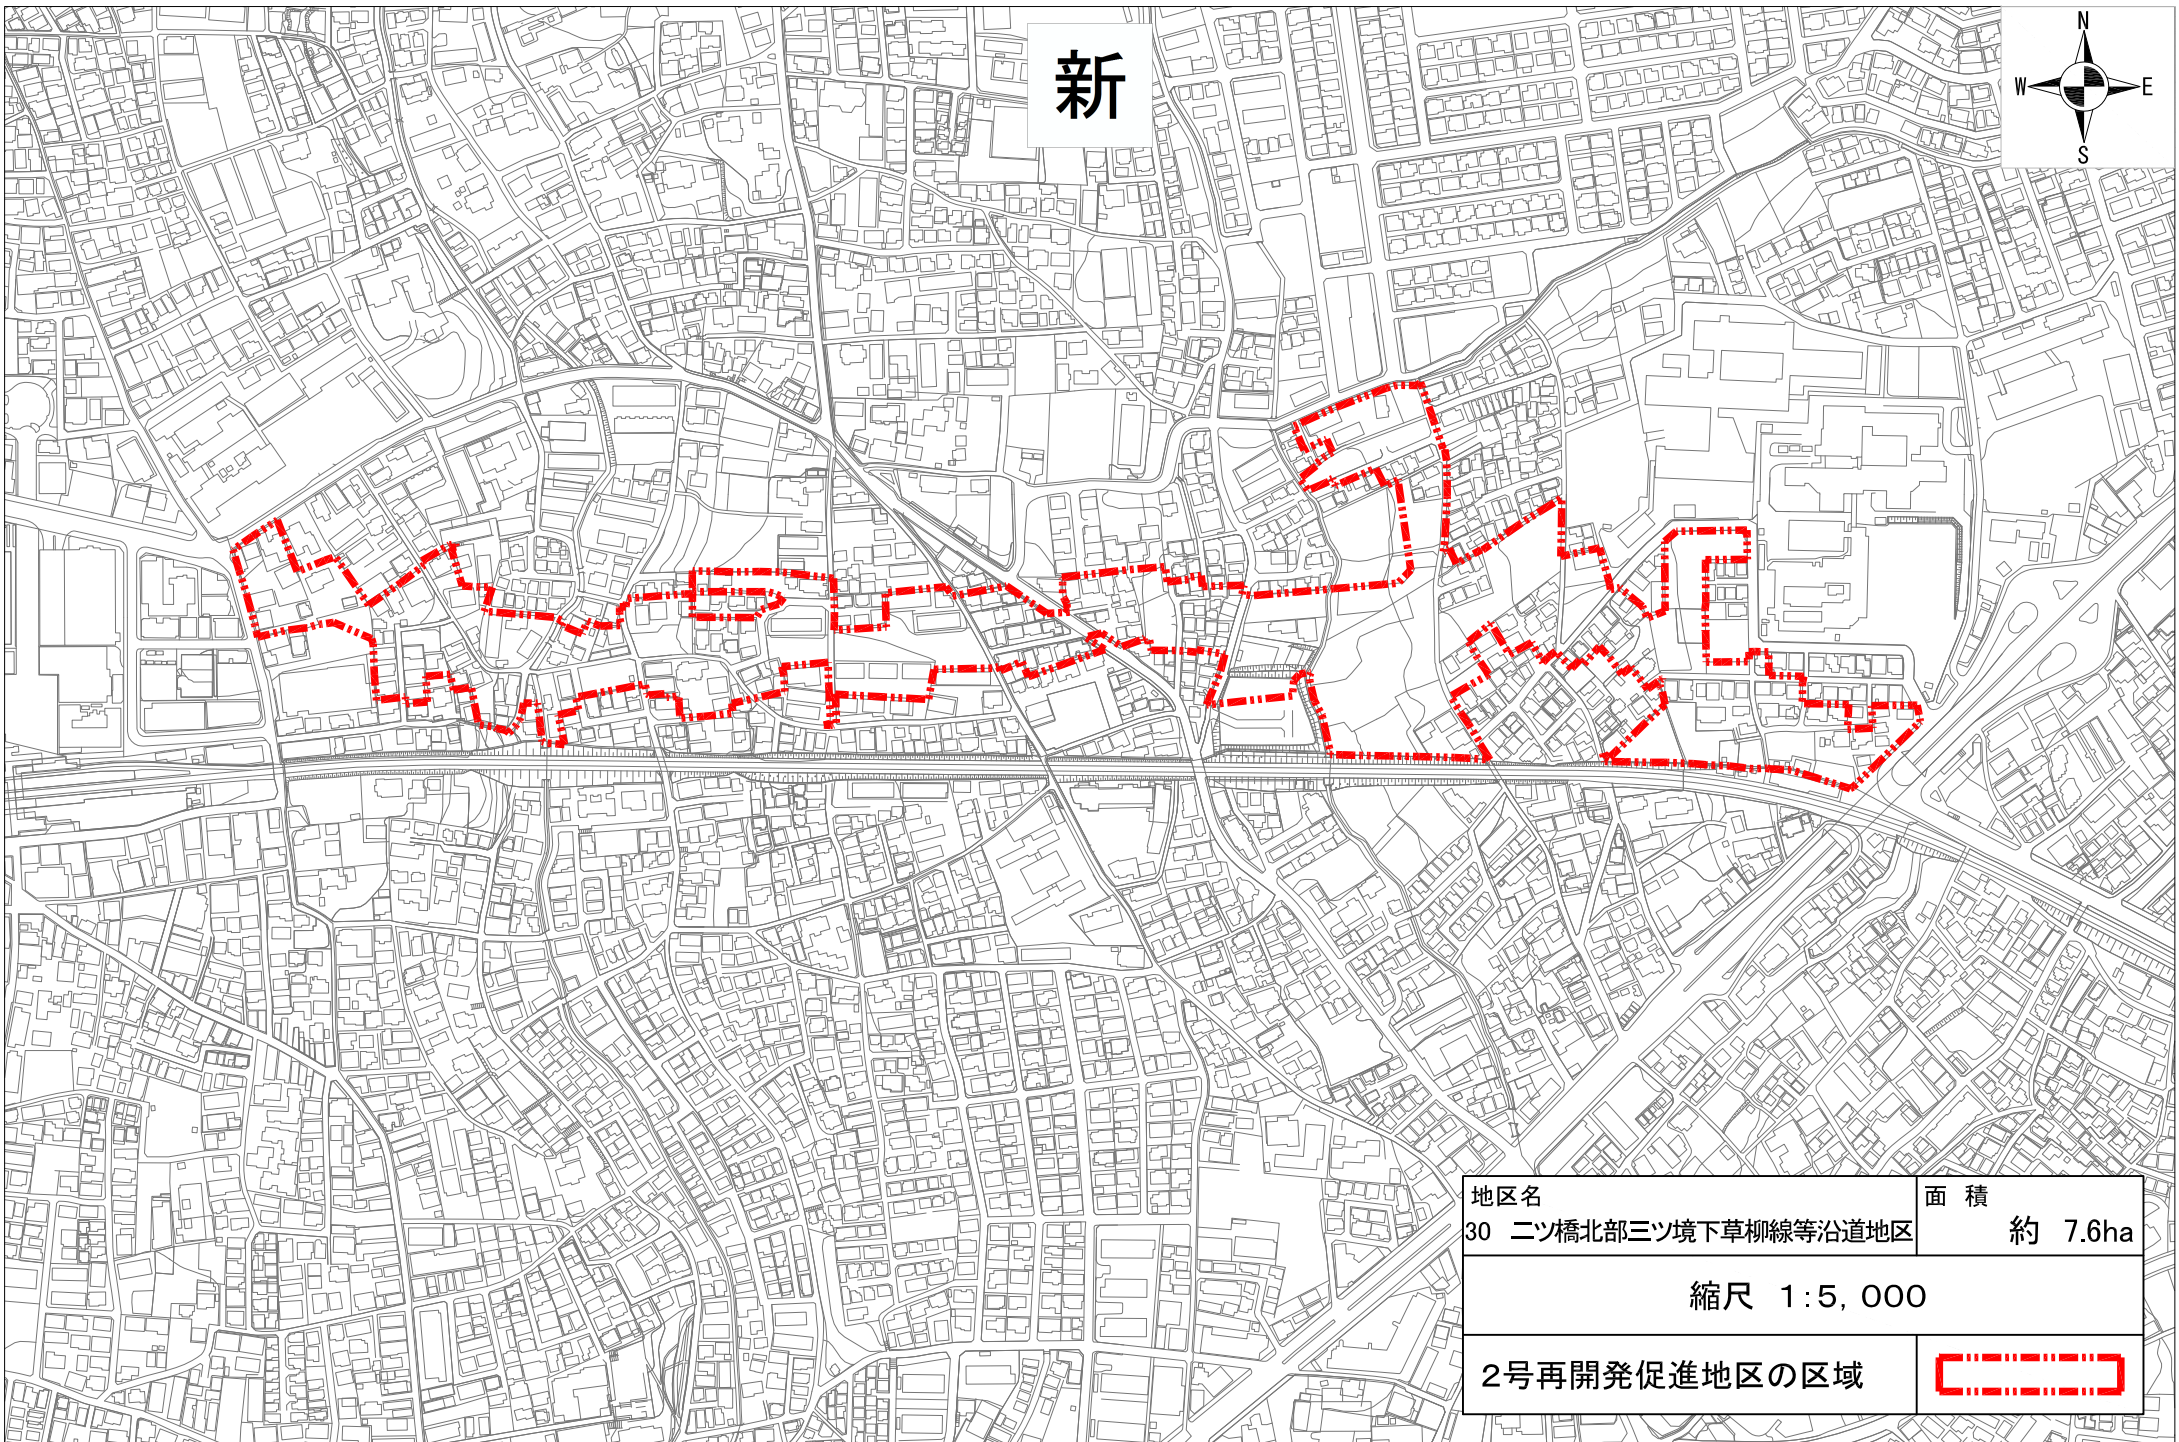 新
N
W E
S
地区名
30 二ツ橋北部三ツ境下草柳線等沿道地区
面 積
約 7.6ha
縮尺 1:5,000
2号再開発促進地区の区域